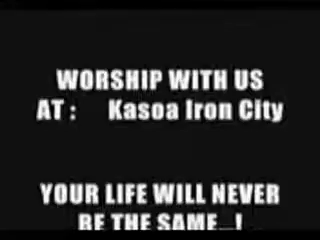 WORSHIP WITH US
AT : Kasoa Iron City
YOUR LIFE WILL NEVER
BE THE SAME...!